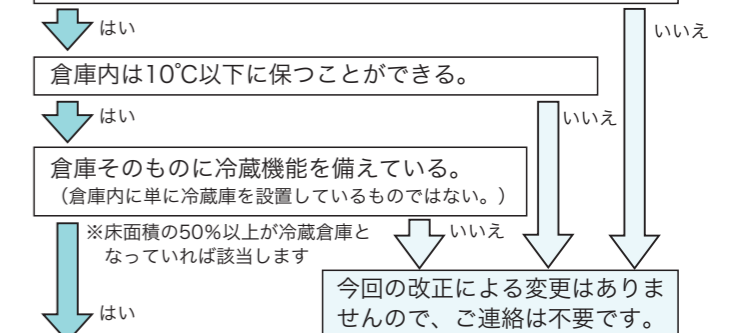 はい
いいえ
倉庫内は10℃以下に保つことができる。
はい
いいえ
倉庫そのものに冷蔵機能を備えている。
（倉庫内に単に冷蔵庫を設置しているものではない。）
※床面積の50％以上が冷蔵倉庫と
なっていれば該当します
いいえ
はい
今回の改正による変更はありま
せんので、ご連絡は不要です。